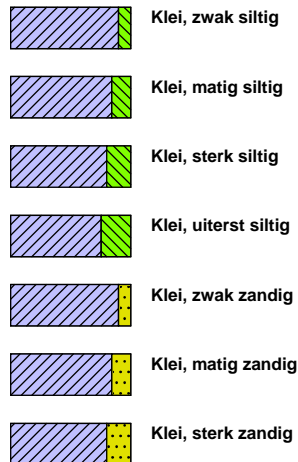 Klei, zwak siltig
Klei, matig siltig
Klei, sterk siltig
Klei, uiterst siltig
Klei, zwak zandig
Klei, matig zandig
Klei, sterk zandig